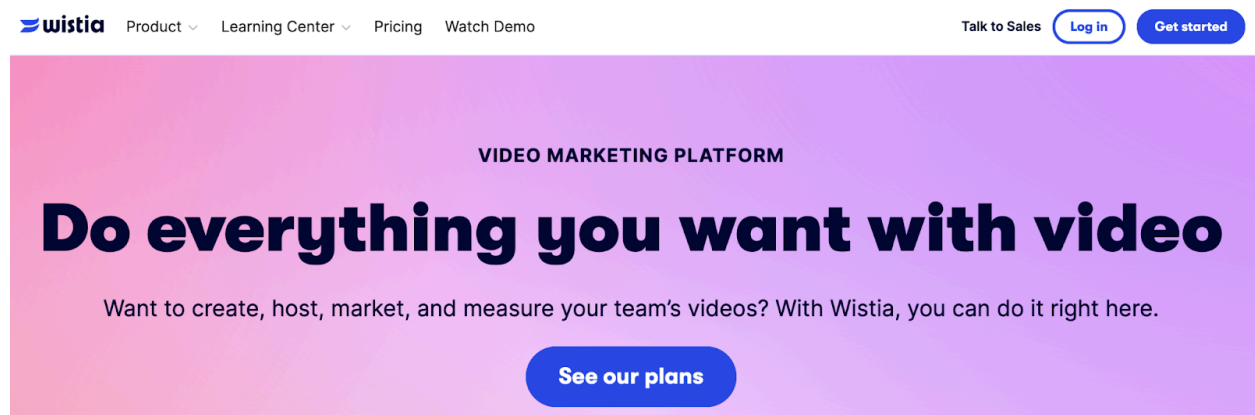 wistia Product Learning Center Pricing Watch Demo Talk to Sales Log in Get started
VIDEO MARKETING PLATFORM
Do everything you want with video
Want to create, host, market, and measure your team’s videos? With Wistia, you can do it right here.
See our plans